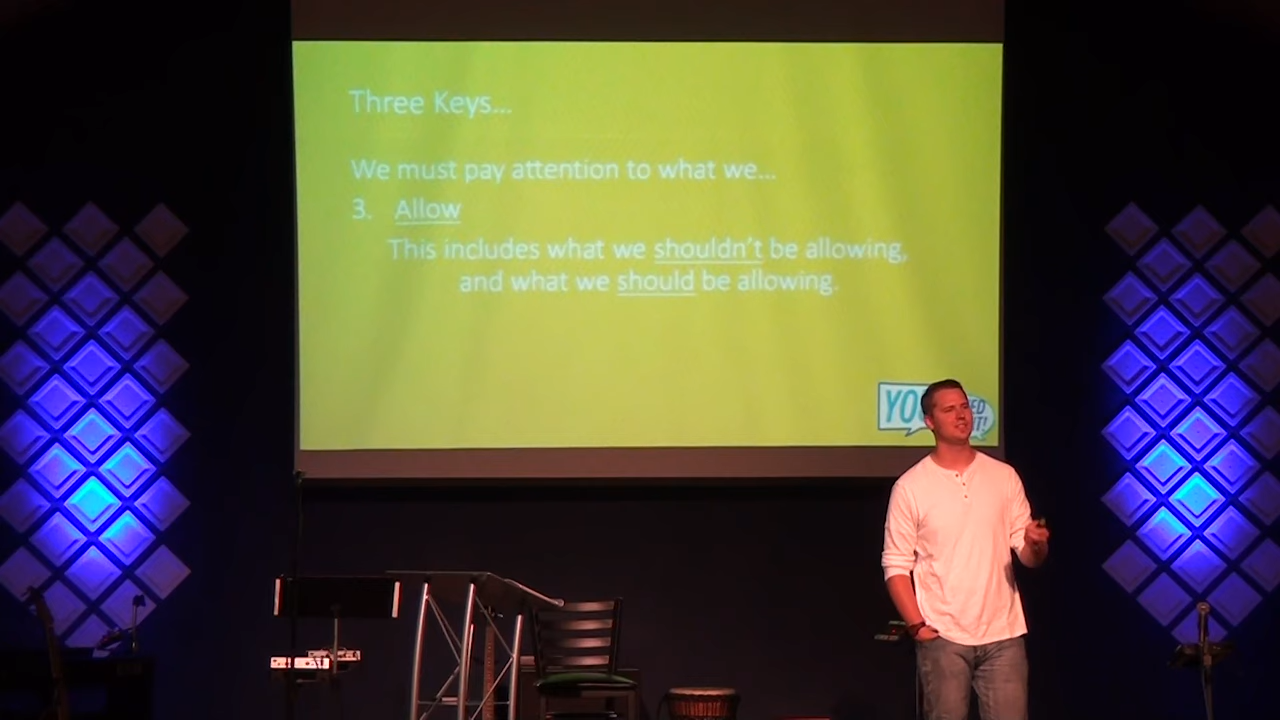 Three Keys...
We must pay attention to what we...
3. Allow
This includes what we shouldn't be allowing,
and what we should be allowing.